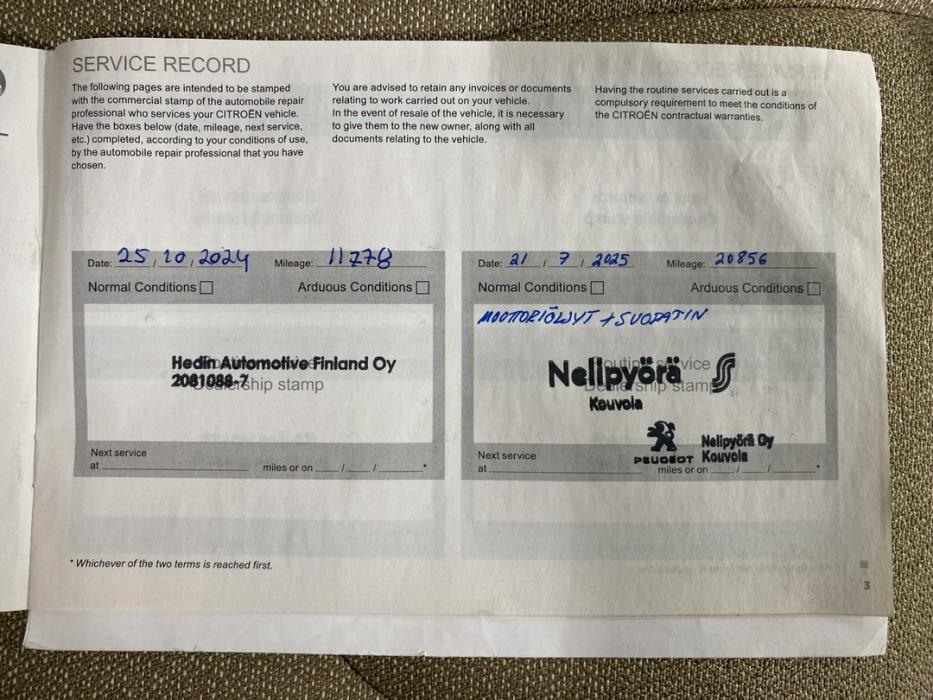 SERVICE RECORD
The following pages are intended to be stamped
with the commercial stamp of the automobile repair
professional who services your CITROËN vehicle.
Have the boxes below (date, mileage, next service,
etc.) completed, according to your conditions of use,
by the automobile repair professional that you have
chosen.
You are advised to retain any invoices or documents
relating to work carried out on your vehicle.
In the event of resale of the vehicle, it is necessary
to give them to the new owner, along with all
documents relating to the vehicle.
Having the routine services carried out is a
compulsory requirement to meet the conditions of
the CITROËN contractual warranties.
Date: 25 / 10 / 2024 Mileage: 11278
Normal Conditions Arduous Conditions
Hedin Automotive Finland Oy
2081088-7
Dealership stamp
Next service
at miles or on / / *
Date: 21 / 7 / 2025 Mileage: 20856
Normal Conditions Arduous Conditions
MOOTTORIÖLJYT + SUODATIN
Routine service
Nelipyörä
Dealership stamp
Kouvola
Nelipyörä Oy
PEUGEOT Kouvola
Next service
at miles or on / / *
* Whichever of the two terms is reached first.
3